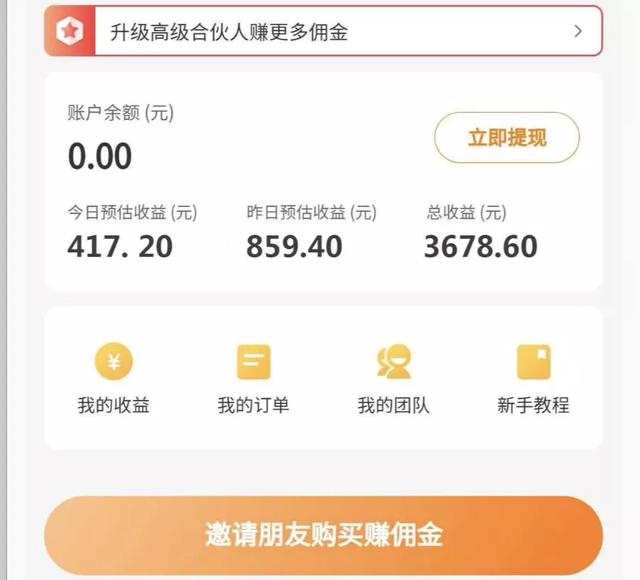 升级高级合伙人赚更多佣金
账户余额 (元)
0.00
立即提现
今日预估收益 (元) 昨日预估收益 (元) 总收益 (元)
417. 20 859.40 3678.60
¥
我的收益 我的订单 我的团队 新手教程
邀请朋友购买赚佣金